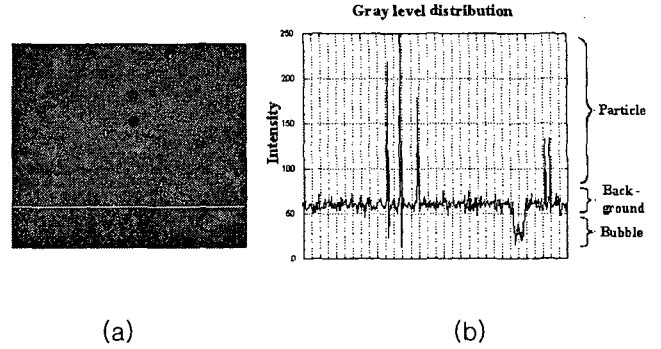 Gray level distribution
Intensity
250
200
150
100
50
0
Particle
Back-
ground
Bubble
(a)
(b)